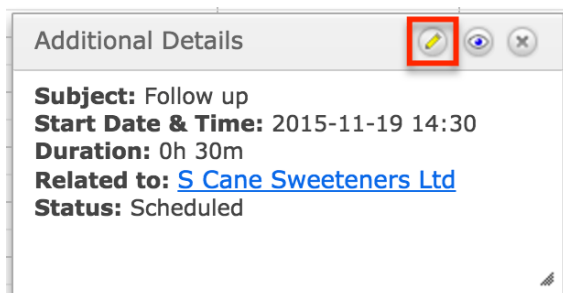 Additional Details
Subject: Follow up
Start Date & Time: 2015-11-19 14:30
Duration: 0h 30m
Related to: S Cane Sweeteners Ltd
Status: Scheduled